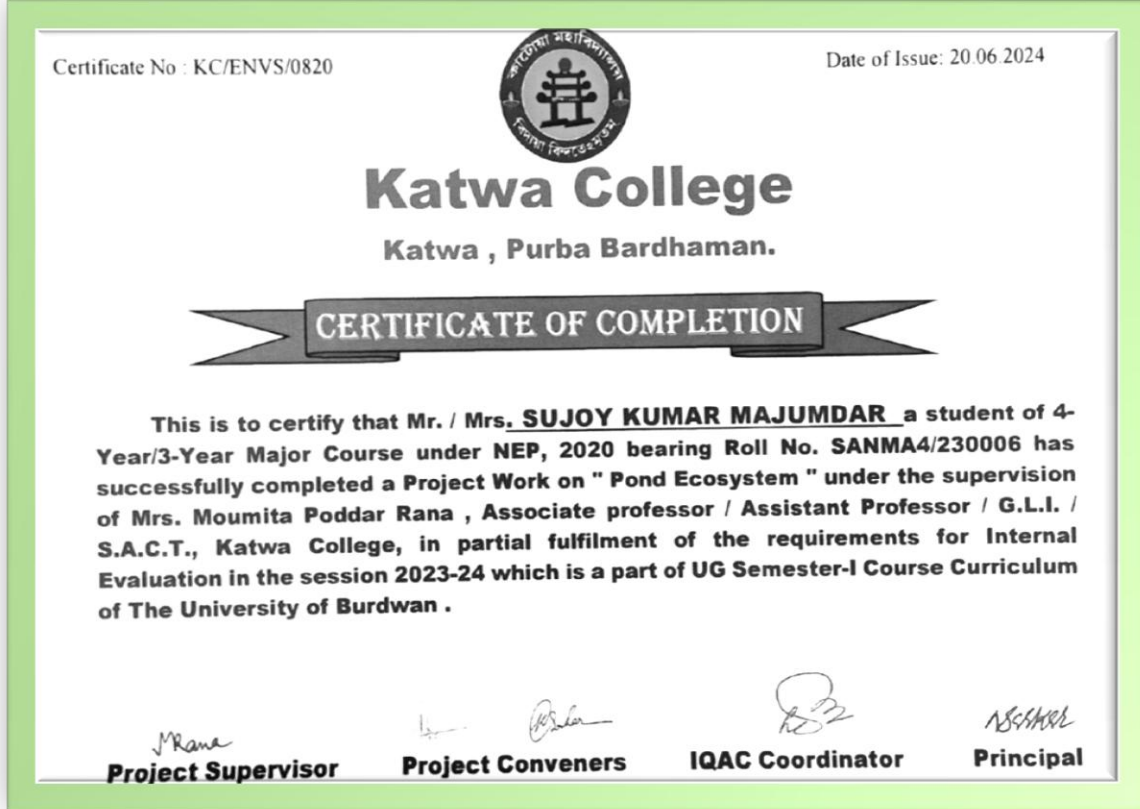 Certificate No : KC/ENVS/0820
Date of Issue: 20.06.2024
কাটোয়া মহাবিদ্যালয়
Katwa College
Katwa , Purba Bardhaman.
CERTIFICATE OF COMPLETION
This is to certify that Mr. / Mrs. SUJOY KUMAR MAJUMDAR a student of 4-
Year/3-Year Major Course under NEP, 2020 bearing Roll No. SANMA4/230006 has
successfully completed a Project Work on " Pond Ecosystem " under the supervision
of Mrs. Moumita Poddar Rana , Associate professor / Assistant Professor / G.L.I. /
S.A.C.T., Katwa College, in partial fulfilment of the requirements for Internal
Evaluation in the session 2023-24 which is a part of UG Semester-I Course Curriculum
of The University of Burdwan .
MRana
Project Supervisor
Project Conveners
IQAC Coordinator
Principal